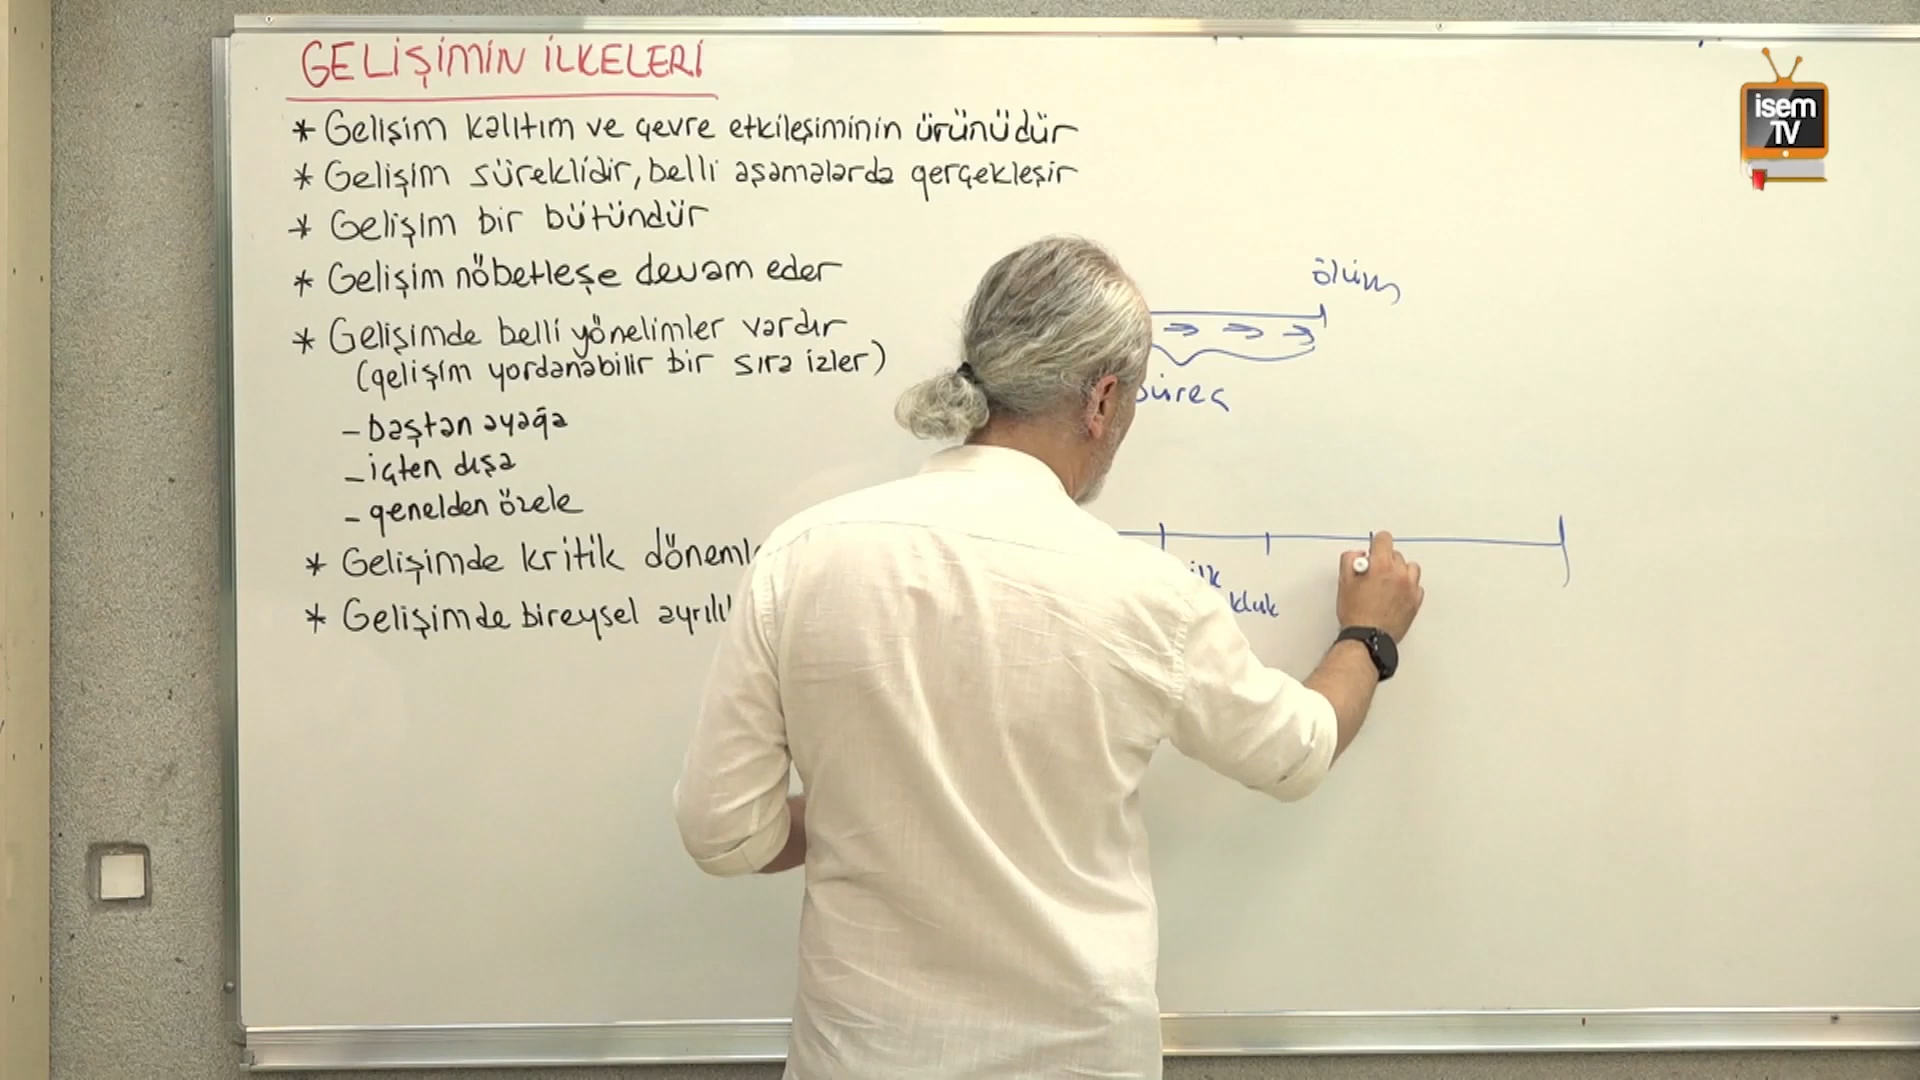 GELİŞİMİN İLKELERİ
* Gelişim kalıtım ve çevre etkileşiminin ürünüdür
* Gelişim süreklidir, belli aşamalarda gerçekleşir
* Gelişim bir bütündür
* Gelişim nöbetleşe devam eder
* Gelişimde belli yönelimler vardır
(gelişim yordanabilir bir sıra izler)
- baştan ayağa
- içten dışa
- genelden özele
* Gelişimde kritik
* Gelişimde bireysel
ölüm
süreç
ilk
isem
TV